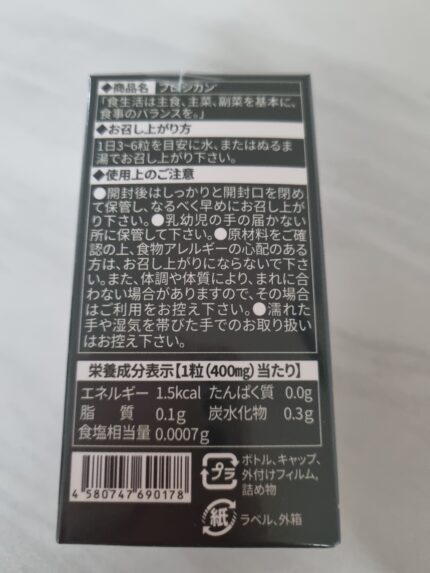 ◆商品名 プロシカン
「食生活は主食、主菜、副菜を基本に、
食事のバランスを。」
◆お召し上がり方
1日3~6粒を目安に水、またはぬるま
湯でお召し上がり下さい。
◆使用上のご注意
●開封後はしっかりと開封口を閉め
て保管し、なるべく早めにお召し上が
り下さい。●乳幼児の手の届かない
所に保管して下さい。●原材料をご確
認の上、食物アレルギーの心配のある
方は、お召し上がりにならないで下さ
い。また、体調や体質により、まれに合
わない場合がありますので、その場合
はご利用をお控え下さい。●濡れた
手や湿気を帯びた手でのお取り扱い
はお控え下さい。
栄養成分表示【1粒(400mg)当たり】
エネルギー 1.5kcal たんぱく質 0.0g
脂質 0.1g 炭水化物 0.3g
食塩相当量 0.0007g
4 580747 690178
プラ
ボトル、キャップ、
外付けフィルム、
詰め物
紙
ラベル、外箱